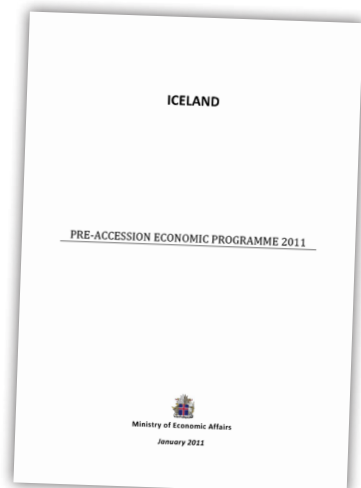 ICELAND
PRE-ACCESSION ECONOMIC PROGRAMME 2011
Ministry of Economic Affairs
January 2011